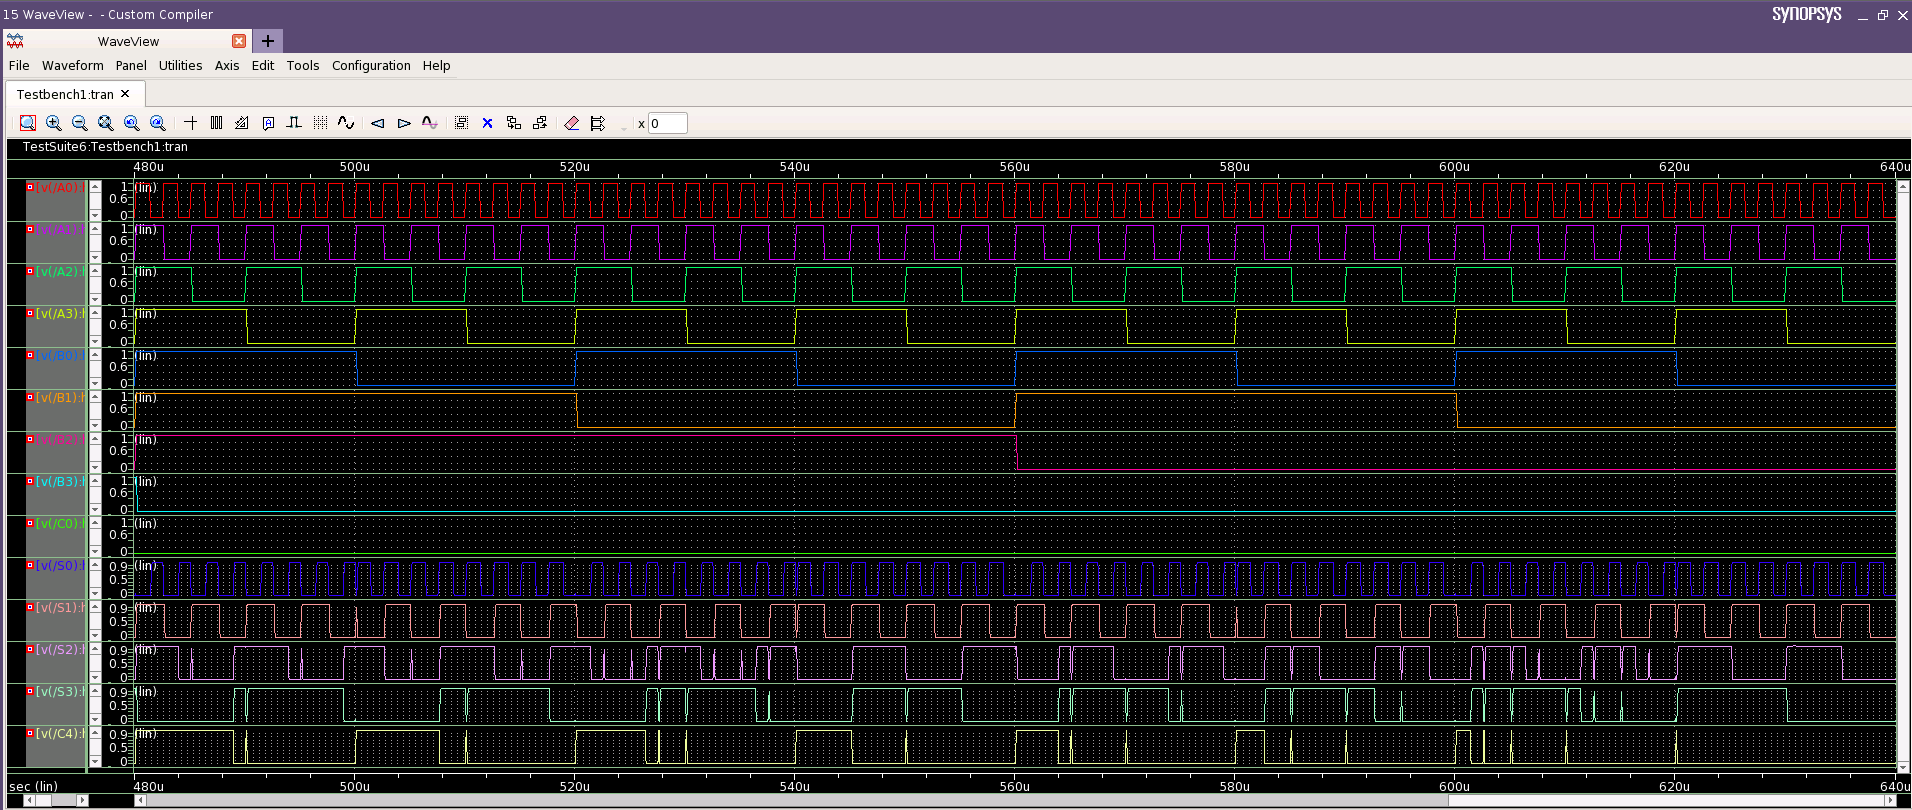 15 WaveView -  - Custom Compiler
SYNOPSYS
WaveView
File Waveform Panel Utilities Axis Edit Tools Configuration Help
Testbench1:tran
x 0
TestSuite6:Testbench1:tran
480u 500u 520u 540u 560u 580u 600u 620u 640u
[v(/A0): 1 (lin)
0.6
0
[v(/A1): 1 (lin)
0.6
0
[v(/A2): 1 (lin)
0.6
0
[v(/A3): 1 (lin)
0.6
0
[v(/B0): 1 (lin)
0.6
0
[v(/B1): 1 (lin)
0.6
0
[v(/B2): 1 (lin)
0.6
0
[v(/B3): 1 (lin)
0.6
0
[v(/C0): 1 (lin)
0.6
0
[v(/S0): 0.9 (lin)
0.5
0
[v(/S1): 0.9 (lin)
0.5
0
[v(/S2): 0.9 (lin)
0.5
0
[v(/S3): 0.9 (lin)
0.5
0
[v(/C4): 0.9 (lin)
0.5
0
sec (lin) 480u 500u 520u 540u 560u 580u 600u 620u 640u